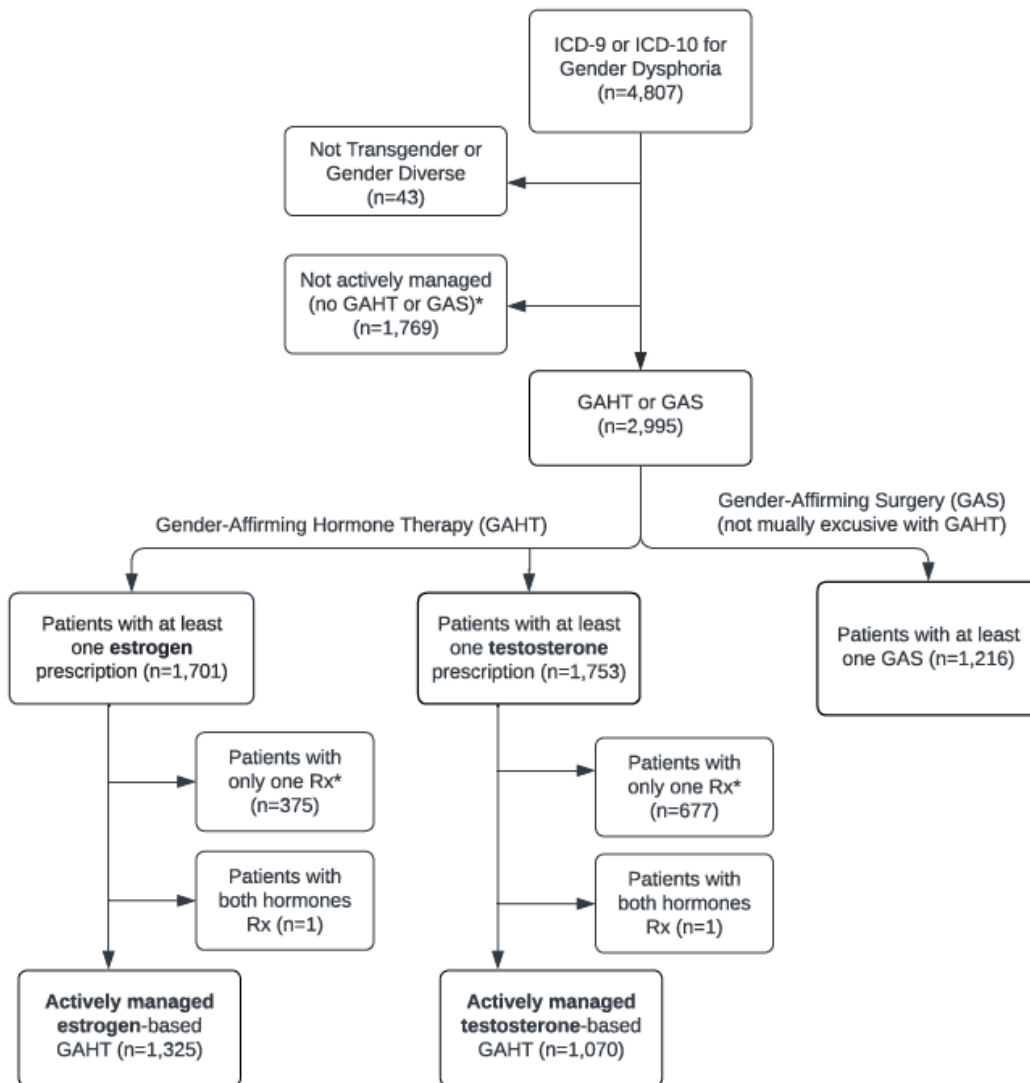 ICD-9 or ICD-10 for
Gender Dysphoria
(n=4,807)
Not Transgender or
Gender Diverse
(n=43)
Not actively managed
(no GAHT or GAS)*
(n=1,769)
GAHT or GAS
(n=2,995)
Gender-Affirming Hormone Therapy (GAHT)
Gender-Affirming Surgery (GAS)
(not mually excusive with GAHT)
Patients with at least
one estrogen
prescription (n=1,701)
Patients with at least
one testosterone
prescription (n=1,753)
Patients with at least
one GAS (n=1,216)
Patients with
only one Rx*
(n=375)
Patients with
only one Rx*
(n=677)
Patients with
both hormones
Rx (n=1)
Patients with
both hormones
Rx (n=1)
Actively managed
estrogen-based
GAHT (n=1,325)
Actively managed
testosterone-based
GAHT (n=1,070)